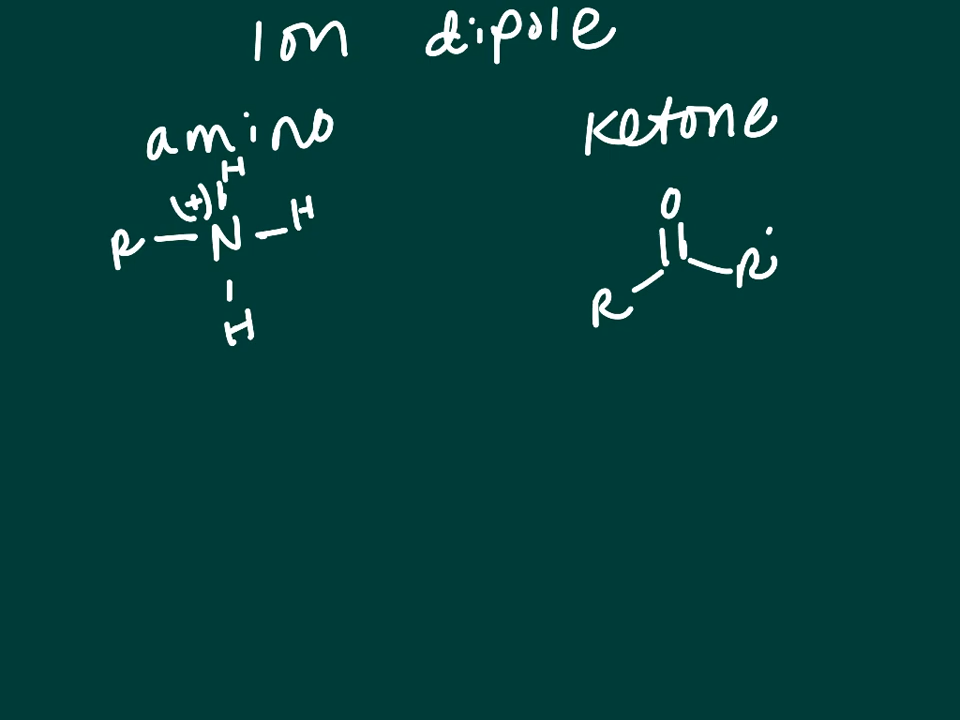 Ion dipole
amino ketone
H
(+) O
R N H
R R'
H